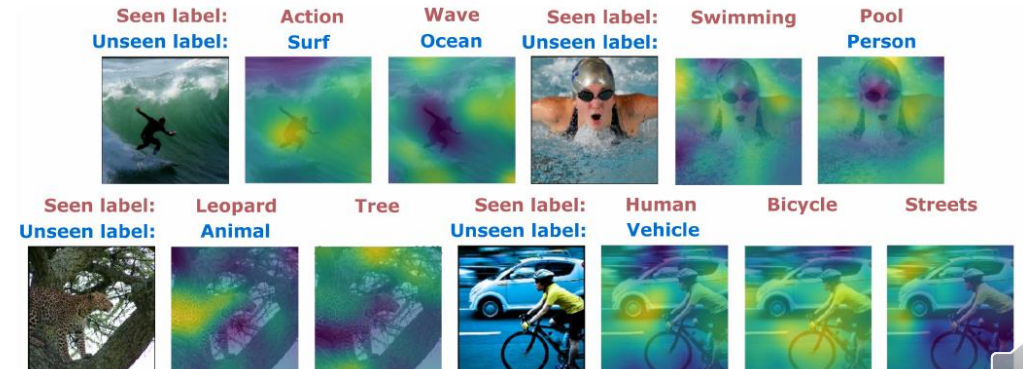 Seen label: Action Wave Seen label: Swimming Pool
Unseen label: Surf Ocean Unseen label: Person
Seen label: Leopard Tree Seen label: Human Bicycle Streets
Unseen label: Animal Unseen label: Vehicle